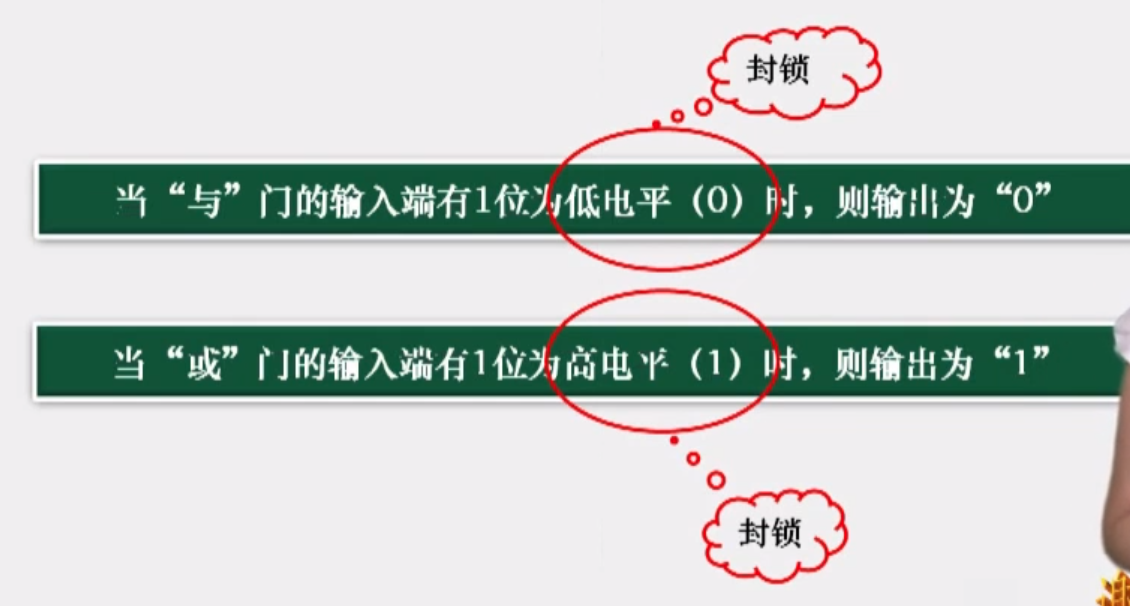 封锁
当“与”门的输入端有1位为低电平（0）时，则输出为“0”
当“或”门的输入端有1位为高电平（1）时，则输出为“1”
封锁